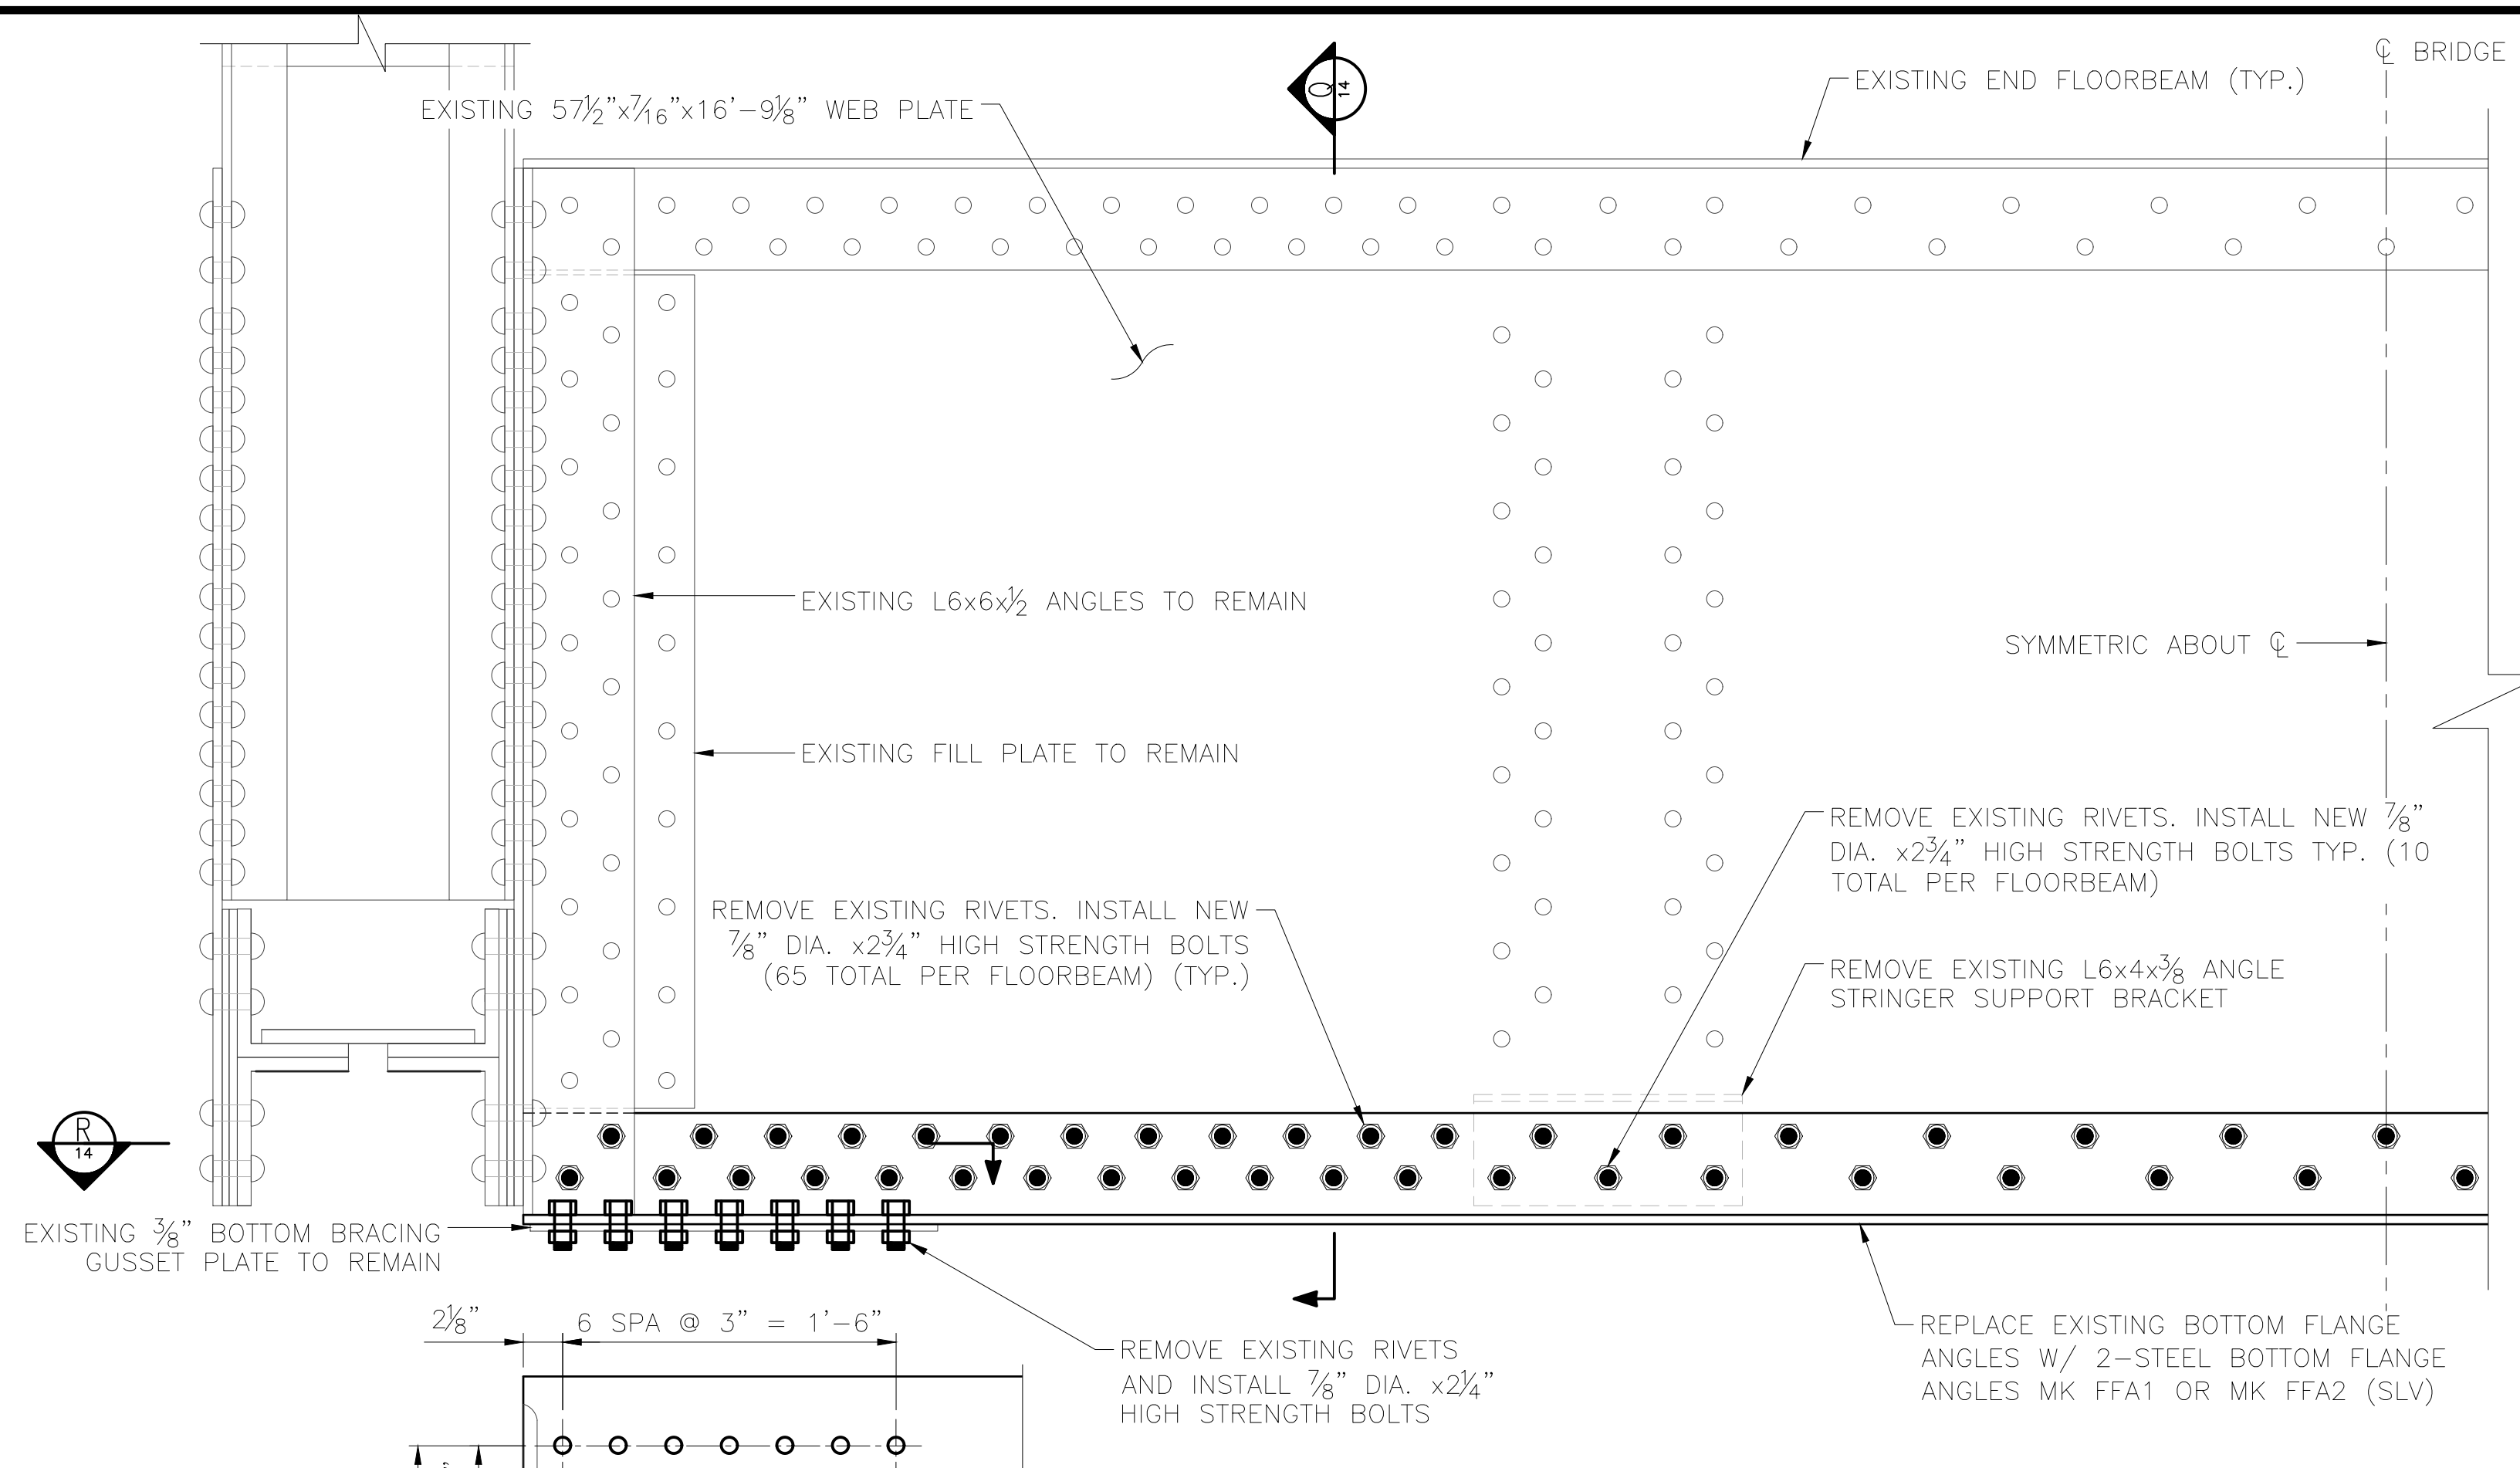 ℄ BRIDGE
EXISTING END FLOORBEAM (TYP.)
Q
14
EXISTING 57½"x7⁄16"x16'-9⅛" WEB PLATE
EXISTING L6x6x½ ANGLES TO REMAIN
SYMMETRIC ABOUT ℄
EXISTING FILL PLATE TO REMAIN
REMOVE EXISTING RIVETS. INSTALL NEW ⅞"
DIA. x2¾" HIGH STRENGTH BOLTS TYP. (10
TOTAL PER FLOORBEAM)
REMOVE EXISTING RIVETS. INSTALL NEW
⅞" DIA. x2¾" HIGH STRENGTH BOLTS
(65 TOTAL PER FLOORBEAM) (TYP.)
REMOVE EXISTING L6x4x⅜ ANGLE
STRINGER SUPPORT BRACKET
R
14
EXISTING ⅜" BOTTOM BRACING
GUSSET PLATE TO REMAIN
2⅛"
6 SPA @ 3" = 1'-6"
REMOVE EXISTING RIVETS
AND INSTALL ⅞" DIA. x2¼"
HIGH STRENGTH BOLTS
REPLACE EXISTING BOTTOM FLANGE
ANGLES W/ 2-STEEL BOTTOM FLANGE
ANGLES MK FFA1 OR MK FFA2 (SLV)